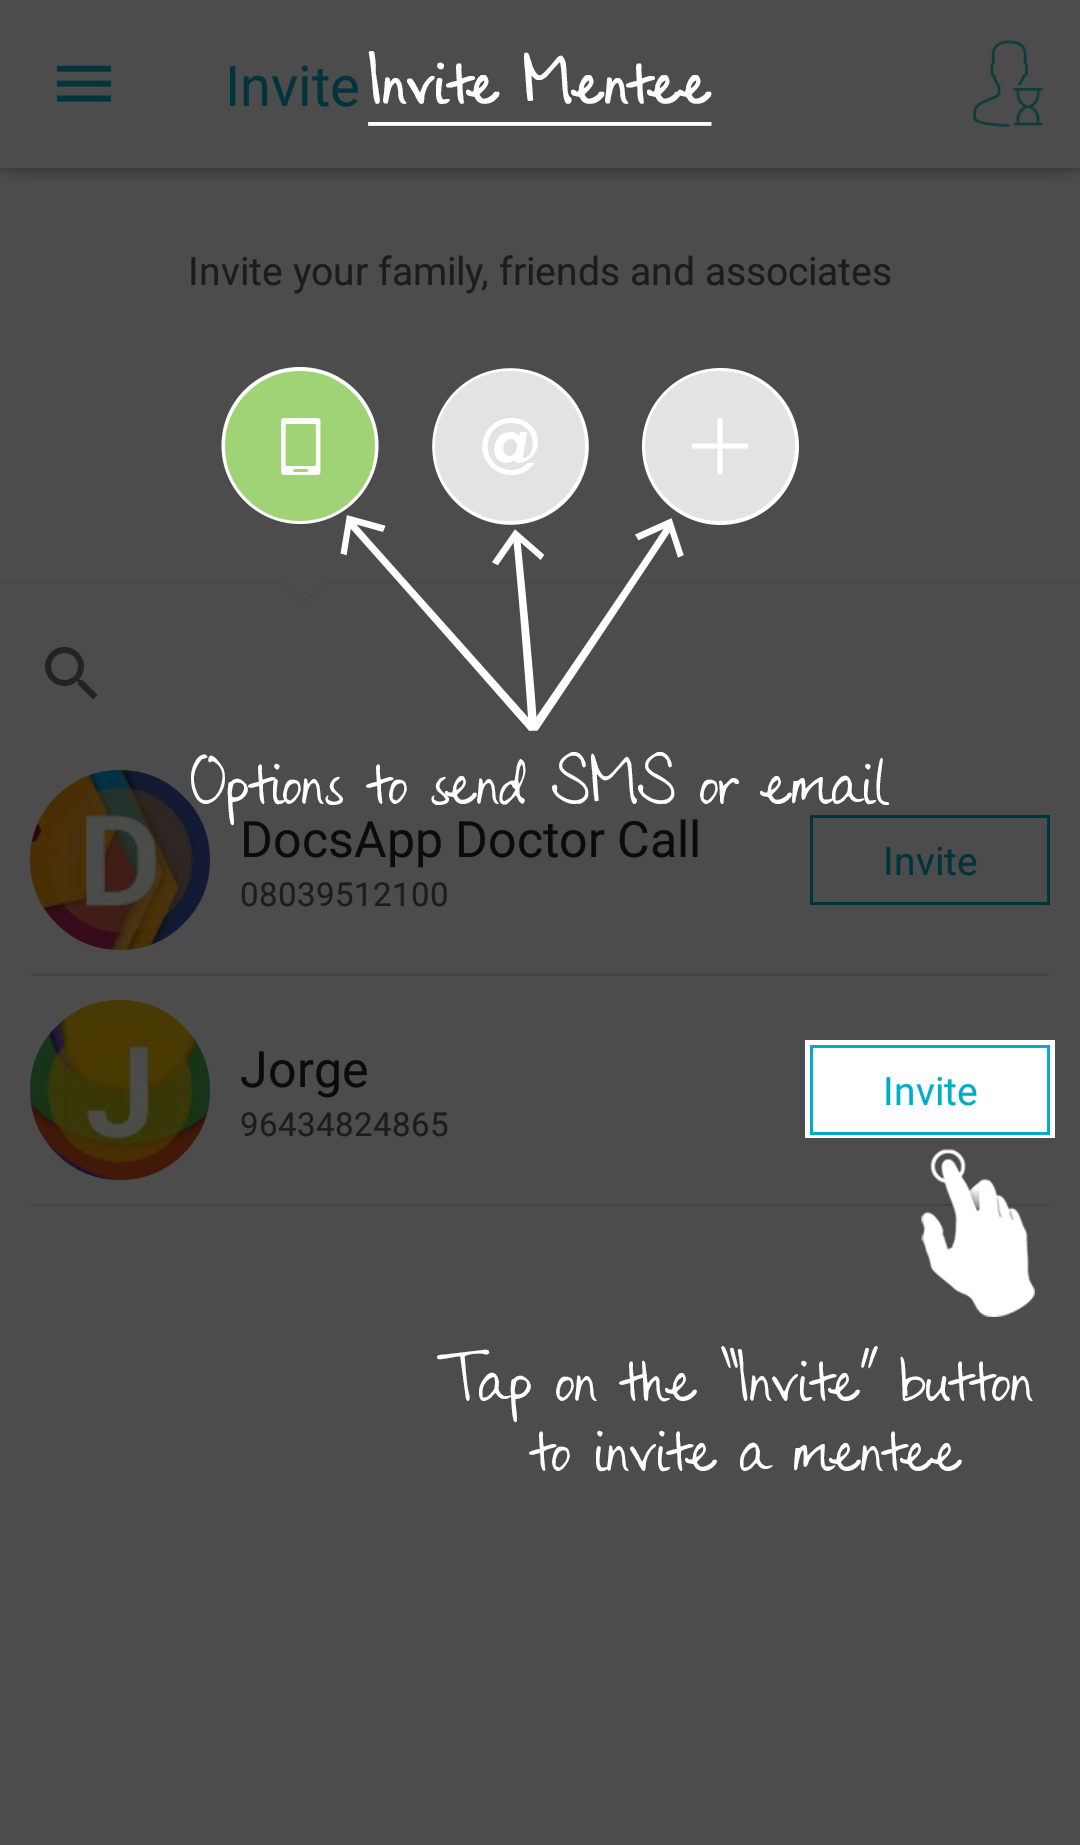 Invite Invite Mentee
Invite your family, friends and associates
@
Options to send SMS or email
D
DocsApp Doctor Call
08039512100
Invite
J
Jorge
96434824865
Invite
Tap on the "Invite" button
to invite a mentee